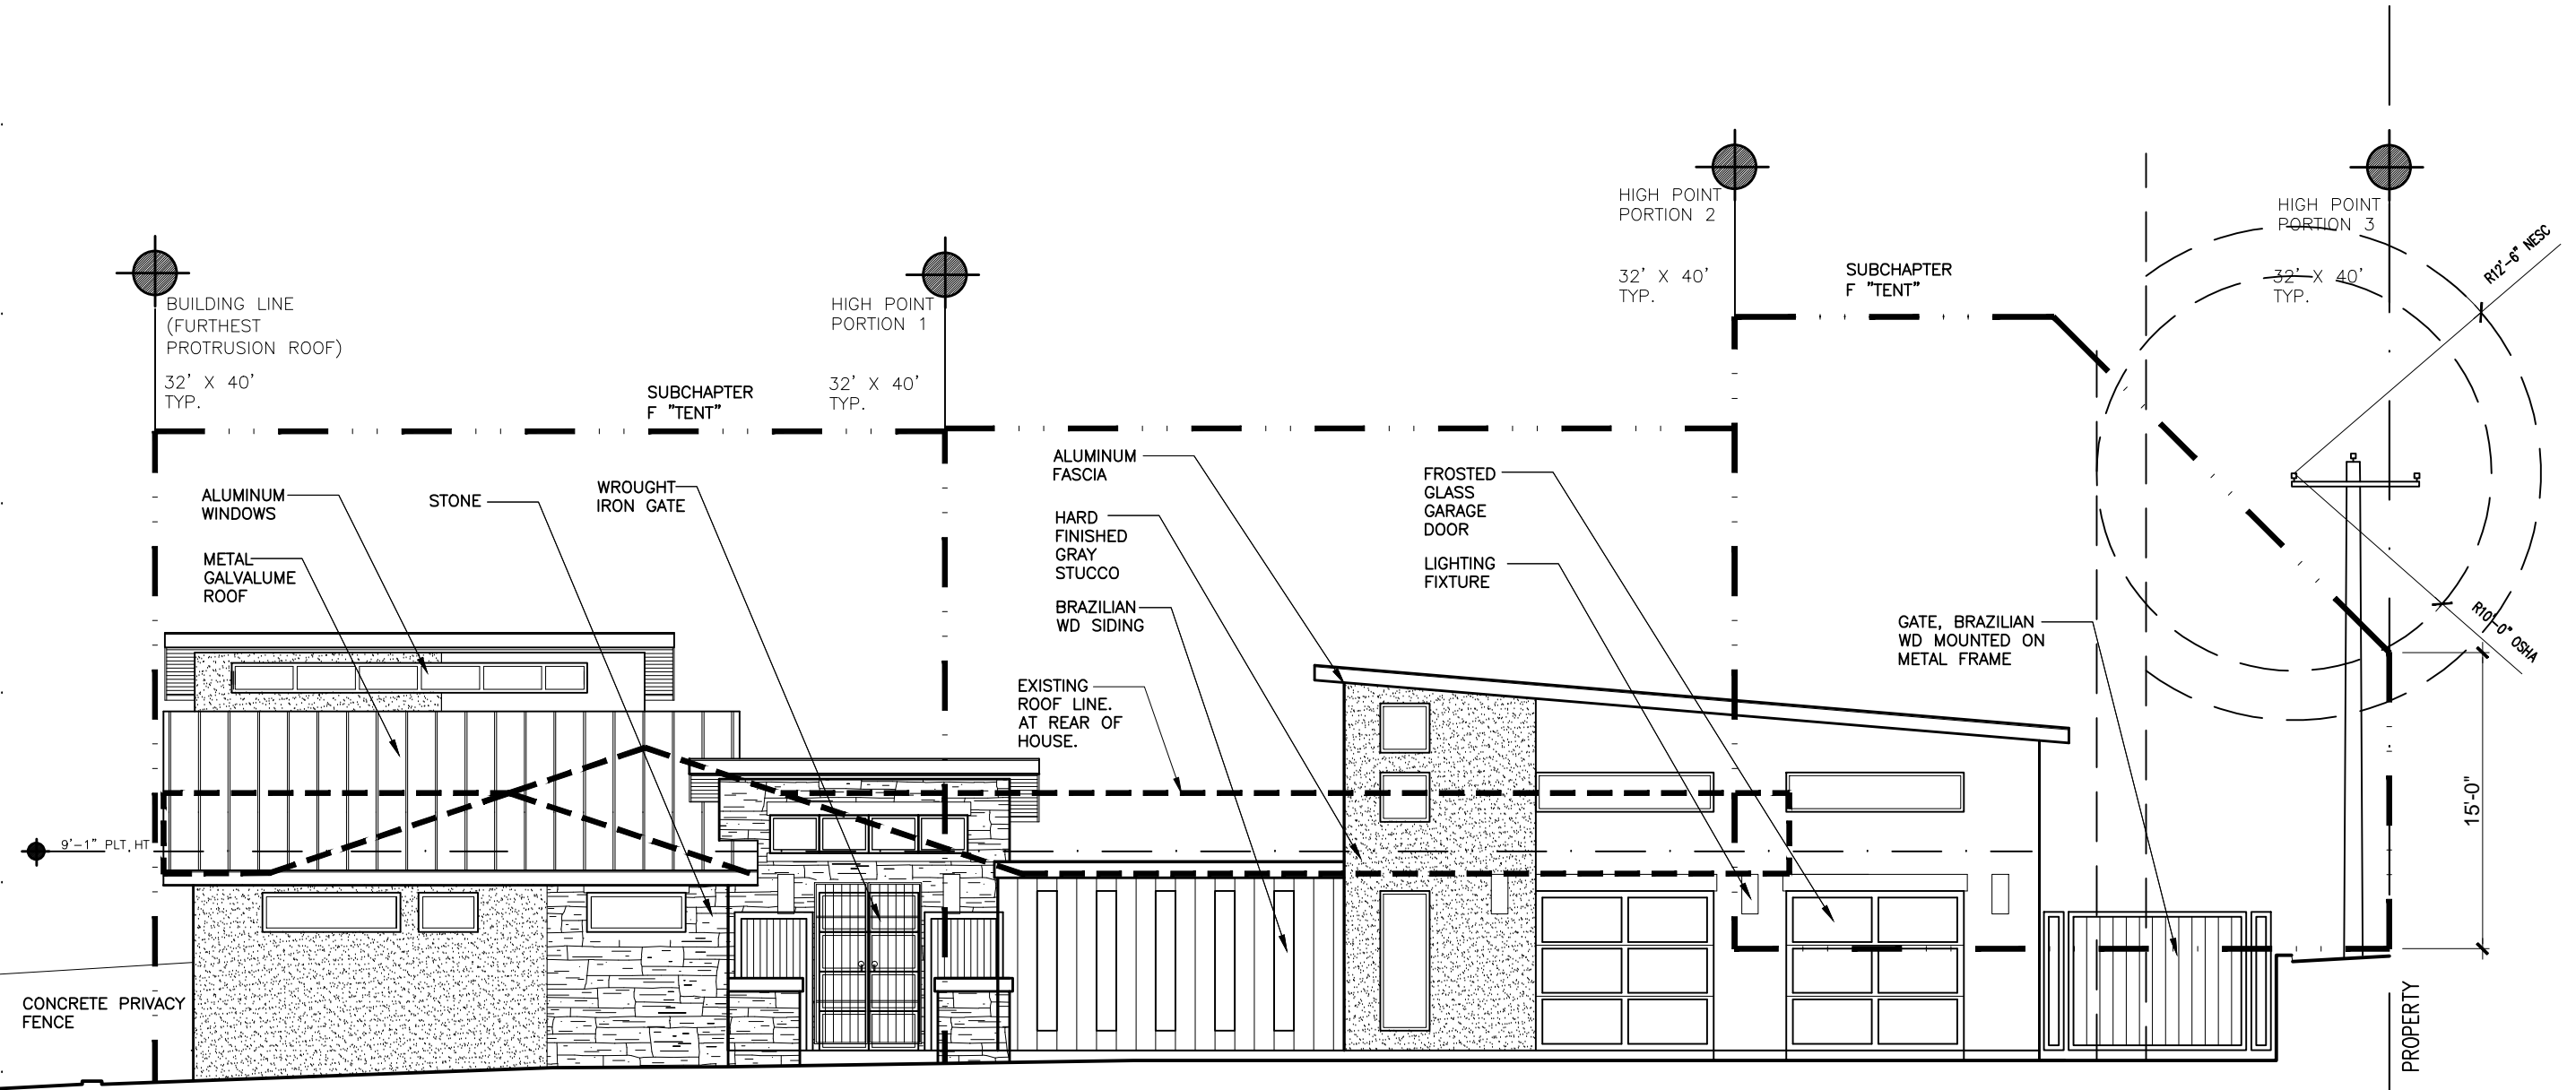 HIGH POINT
PORTION 2
32' X 40'
TYP.
HIGH POINT
PORTION 3
32' X 40'
TYP.
R12'-6" NESC
SUBCHAPTER
F "TENT"
BUILDING LINE
(FURTHEST
PROTRUSION ROOF)
32' X 40'
TYP.
HIGH POINT
PORTION 1
32' X 40'
TYP.
SUBCHAPTER
F "TENT"
ALUMINUM
WINDOWS
METAL
GALVALUME
ROOF
STONE
WROUGHT
IRON GATE
ALUMINUM
FASCIA
HARD
FINISHED
GRAY
STUCCO
BRAZILIAN
WD SIDING
EXISTING
ROOF LINE.
AT REAR OF
HOUSE.
FROSTED
GLASS
GARAGE
DOOR
LIGHTING
FIXTURE
GATE, BRAZILIAN
WD MOUNTED ON
METAL FRAME
R10'-0" OSHA
15'-0"
9'-1" PLT. HT
CONCRETE PRIVACY
FENCE
PROPERTY